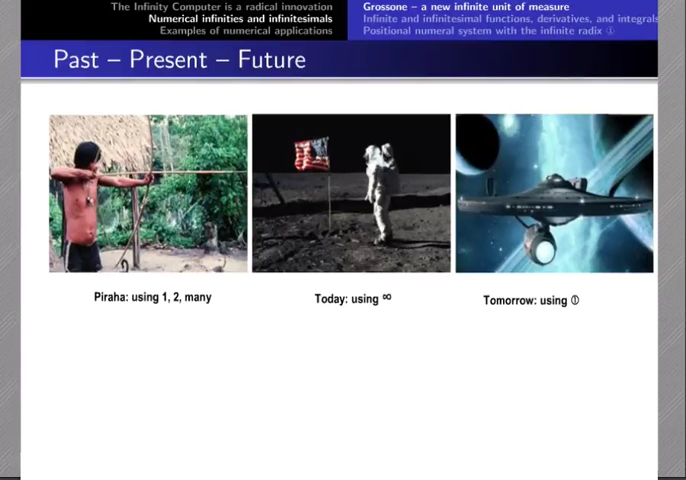 The Infinity Computer is a radical innovation
Numerical infinities and infinitesimals
Examples of numerical applications
Grossone – a new infinite unit of measure
Infinite and infinitesimal functions, derivatives, and integrals
Positional numeral system with the infinite radix ①
Past – Present – Future
Piraha: using 1, 2, many
Today: using ∞
Tomorrow: using ①